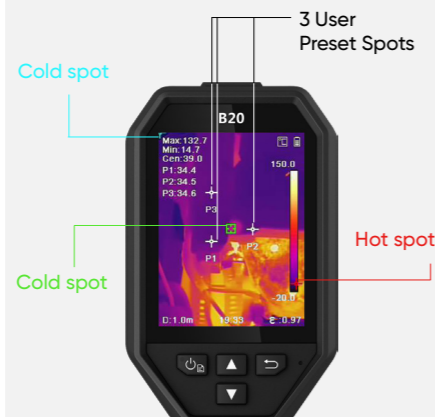 3 User
Preset Spots
Cold spot
B20
Max:132.7
Min:14.7
Cen:39.0
P1:34.4
P2:34.5
P3:34.6
150.0
P3
P1
P2
Hot spot
Cold spot
-20.0
D:1.0m
19:33
ε:0.97